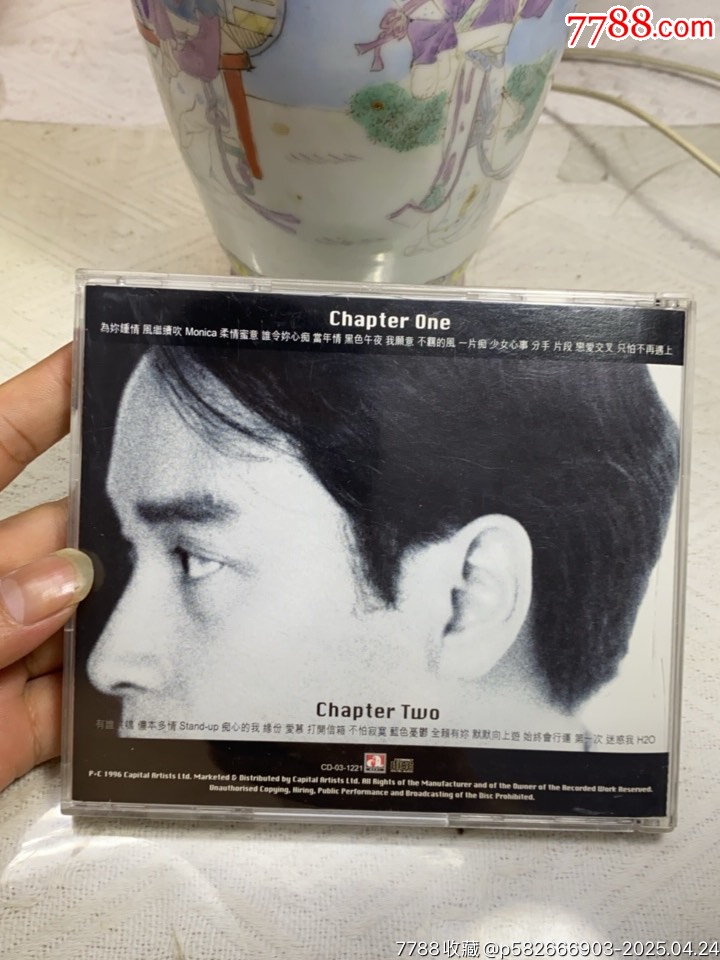 7788.com
Chapter One
為妳鍾情 風繼續吹 Monica 柔情蜜意 誰令妳心痴 當年情 黑色午夜 我願意 不羈的風 一片痴 少女心事 分手 片段 戀愛交叉 只怕不再遇上
Chapter Two
有誰 儂本多情 Stand-up 痴心的我 緣份 愛慕 打開信箱 不怕寂寞 藍色憂鬱 全賴有妳 默默向上遊 始終會行運 第一次 迷惑我 H2O
CD-03-1221
P•C 1996 Capital Artists Ltd. Marketed & Distributed by Capital Artists Ltd. All Rights of the Manufacturer and of the Owner of the Recorded Work Reserved.
Unauthorised Copying, Hiring, Public Performance and Broadcasting of the Disc Prohibited.
7788收藏@p582666903-2025.04.24